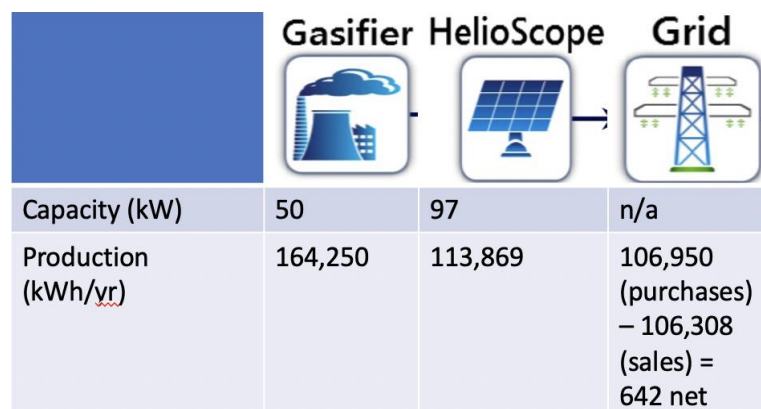 Gasifier HelioScope Grid
Capacity (kW) 50 97 n/a
Production 164,250 113,869 106,950
(kWh/yr) (purchases)
– 106,308
(sales) =
642 net